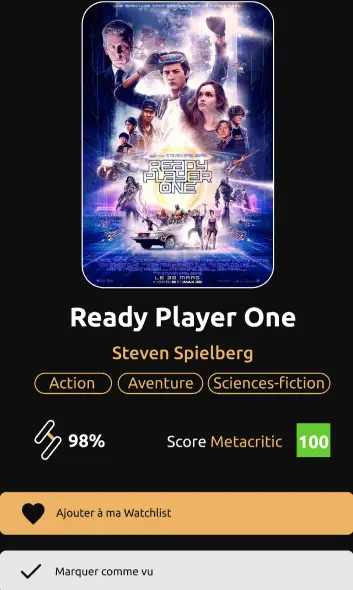 READY
PLAYER
ONE
LE 28 MARS
Ready Player One
Steven Spielberg
Action
Aventure
Sciences-fiction
98%
Score Metacritic
100
Ajouter à ma Watchlist
Marquer comme vu